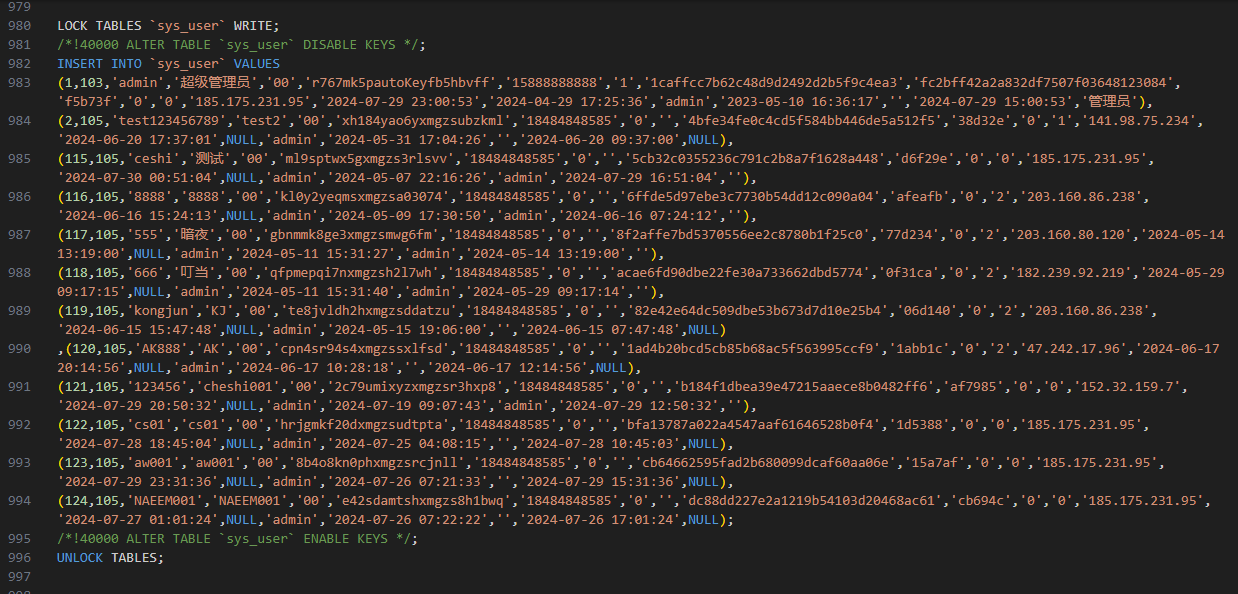 979
980 LOCK TABLES `sys_user` WRITE;
981 /*!40000 ALTER TABLE `sys_user` DISABLE KEYS */;
982 INSERT INTO `sys_user` VALUES
983 (1,103,'admin','超级管理员','00','r767mk5pautoKeyfb5hbvff','15888888888','1','1caffcc7b62c48d9d2492d2b5f9c4ea3','fc2bff42a2a832df7507f03648123084',
'f5b73f','0','0','185.175.231.95','2024-07-29 23:00:53','2024-04-29 17:25:36','admin','2023-05-10 16:36:17','','2024-07-29 15:00:53','管理员'),
984 (2,105,'test123456789','test2','00','xh184yao6yxmgzsubzkml','18484848585','0','','4bfe34fe0c4cd5f584bb446de5a512f5','38d32e','0','1','141.98.75.234',
'2024-06-20 17:37:01',NULL,'admin','2024-05-31 17:04:26','','2024-06-20 09:37:00',NULL),
985 (115,105,'ceshi','测试','00','ml9sptwx5gxmgzs3rlsvv','18484848585','0','','5cb32c0355236c791c2b8a7f1628a448','d6f29e','0','0','185.175.231.95',
'2024-07-30 00:51:04',NULL,'admin','2024-05-07 22:16:26','admin','2024-07-29 16:51:04',''),
986 (116,105,'8888','8888','00','kl0y2yeqmsxmgzsa03074','18484848585','0','','6ffde5d97ebe3c7730b54dd12c090a04','afeafb','0','2','203.160.86.238',
'2024-06-16 15:24:13',NULL,'admin','2024-05-09 17:30:50','admin','2024-06-16 07:24:12',''),
987 (117,105,'555','暗夜','00','gbnmmk8ge3xmgzsmwg6fm','18484848585','0','','8f2affe7bd5370556ee2c8780b1f25c0','77d234','0','2','203.160.80.120','2024-05-14
13:19:00',NULL,'admin','2024-05-11 15:31:27','admin','2024-05-14 13:19:00',''),
988 (118,105,'666','叮当','00','qfpmepqi7nxmgzsh2l7wh','18484848585','0','','acae6fd90dbe22fe30a733662dbd5774','0f31ca','0','2','182.239.92.219','2024-05-29
09:17:15',NULL,'admin','2024-05-11 15:31:40','admin','2024-05-29 09:17:14',''),
989 (119,105,'kongjun','KJ','00','te8jvldh2hxmgzsddatzu','18484848585','0','','82e42e64dc509dbe53b673d7d10e25b4','06d140','0','2','203.160.86.238',
'2024-06-15 15:47:48',NULL,'admin','2024-05-15 19:06:00','','2024-06-15 07:47:48',NULL)
990 ,(120,105,'AK888','AK','00','cpn4sr94s4xmgzssxlfsd','18484848585','0','','1ad4b20bcd5cb85b68ac5f563995ccf9','1abb1c','0','2','47.242.17.96','2024-06-17
20:14:56',NULL,'admin','2024-06-17 10:28:18','','2024-06-17 12:14:56',NULL),
991 (121,105,'123456','cheshi001','00','2c79umixyzxmgzsr3hxp8','18484848585','0','','b184f1dbea39e47215aaece8b0482ff6','af7985','0','0','152.32.159.7',
'2024-07-29 20:50:32',NULL,'admin','2024-07-19 09:07:43','admin','2024-07-29 12:50:32',''),
992 (122,105,'cs01','cs01','00','hrjgmkf20dxmgzsudtpta','18484848585','0','','bfa13787a022a4547aaf61646528b0f4','1d5388','0','0','185.175.231.95',
'2024-07-28 18:45:04',NULL,'admin','2024-07-25 04:08:15','','2024-07-28 10:45:03',NULL),
993 (123,105,'aw001','aw001','00','8b4o8kn0phxmgzsrcjnll','18484848585','0','','cb64662595fad2b680099dcaf60aa06e','15a7af','0','0','185.175.231.95',
'2024-07-29 23:31:36',NULL,'admin','2024-07-26 07:21:33','','2024-07-29 15:31:36',NULL),
994 (124,105,'NAEEM001','NAEEM001','00','e42sdamtshxmgzs8h1bwq','18484848585','0','','dc88dd227e2a1219b54103d20468ac61','cb694c','0','0','185.175.231.95',
'2024-07-27 01:01:24',NULL,'admin','2024-07-26 07:22:22','','2024-07-26 17:01:24',NULL);
995 /*!40000 ALTER TABLE `sys_user` ENABLE KEYS */;
996 UNLOCK TABLES;
997